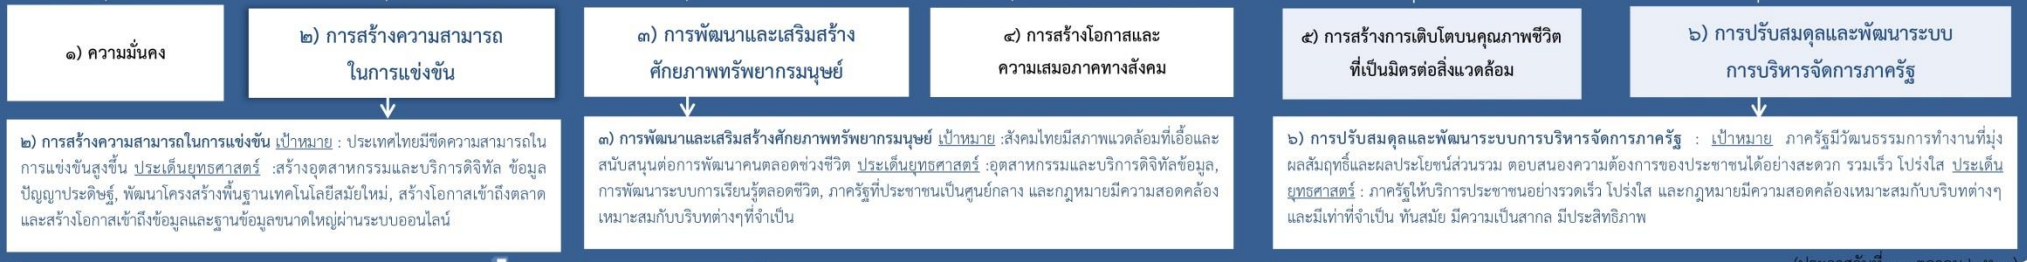 ๑) ความมั่นคง
๒) การสร้างความสามารถ
ในการแข่งขัน
๓) การพัฒนาและเสริมสร้าง
ศักยภาพทรัพยากรมนุษย์
๔) การสร้างโอกาสและ
ความเสมอภาคทางสังคม
๕) การสร้างการเติบโตบนคุณภาพชีวิต
ที่เป็นมิตรต่อสิ่งแวดล้อม
๖) การปรับสมดุลและพัฒนาระบบ
การบริหารจัดการภาครัฐ
๒) การสร้างความสามารถในการแข่งขัน เป้าหมาย : ประเทศไทยมีขีดความสามารถใน
การแข่งขันสูงขึ้น ประเด็นยุทธศาสตร์ :สร้างอุตสาหกรรมและบริการดิจิทัล ข้อมูล
ปัญญาประดิษฐ์, พัฒนาโครงสร้างพื้นฐานเทคโนโลยีสมัยใหม่, สร้างโอกาสเข้าถึงตลาด
และสร้างโอกาสเข้าถึงข้อมูลและฐานข้อมูลขนาดใหญ่ผ่านระบบออนไลน์
๓) การพัฒนาและเสริมสร้างศักยภาพทรัพยากรมนุษย์ เป้าหมาย :สังคมไทยมีสภาพแวดล้อมที่เอื้อและ
สนับสนุนต่อการพัฒนาคนตลอดช่วงชีวิต ประเด็นยุทธศาสตร์ :อุตสาหกรรมและบริการดิจิทัลข้อมูล,
การพัฒนาระบบการเรียนรู้ตลอดชีวิต, ภาครัฐที่ประชาชนเป็นศูนย์กลาง และกฎหมายมีความสอดคล้อง
เหมาะสมกับบริบทต่างๆที่จำเป็น
๖) การปรับสมดุลและพัฒนาระบบการบริหารจัดการภาครัฐ : เป้าหมาย ภาครัฐมีวัฒนธรรมการทำงานที่มุ่ง
ผลสัมฤทธิ์และผลประโยชน์ส่วนรวม ตอบสนองความต้องการของประชาชนได้อย่างสะดวก รวมเร็ว โปร่งใส ประเด็น
ยุทธศาสตร์ : ภาครัฐให้บริการประชาชนอย่างรวดเร็ว โปร่งใส และกฎหมายมีความสอดคล้องเหมาะสมกับบริบทต่างๆ
และมีเท่าที่จำเป็น ทันสมัย มีความเป็นสากล มีประสิทธิภาพ